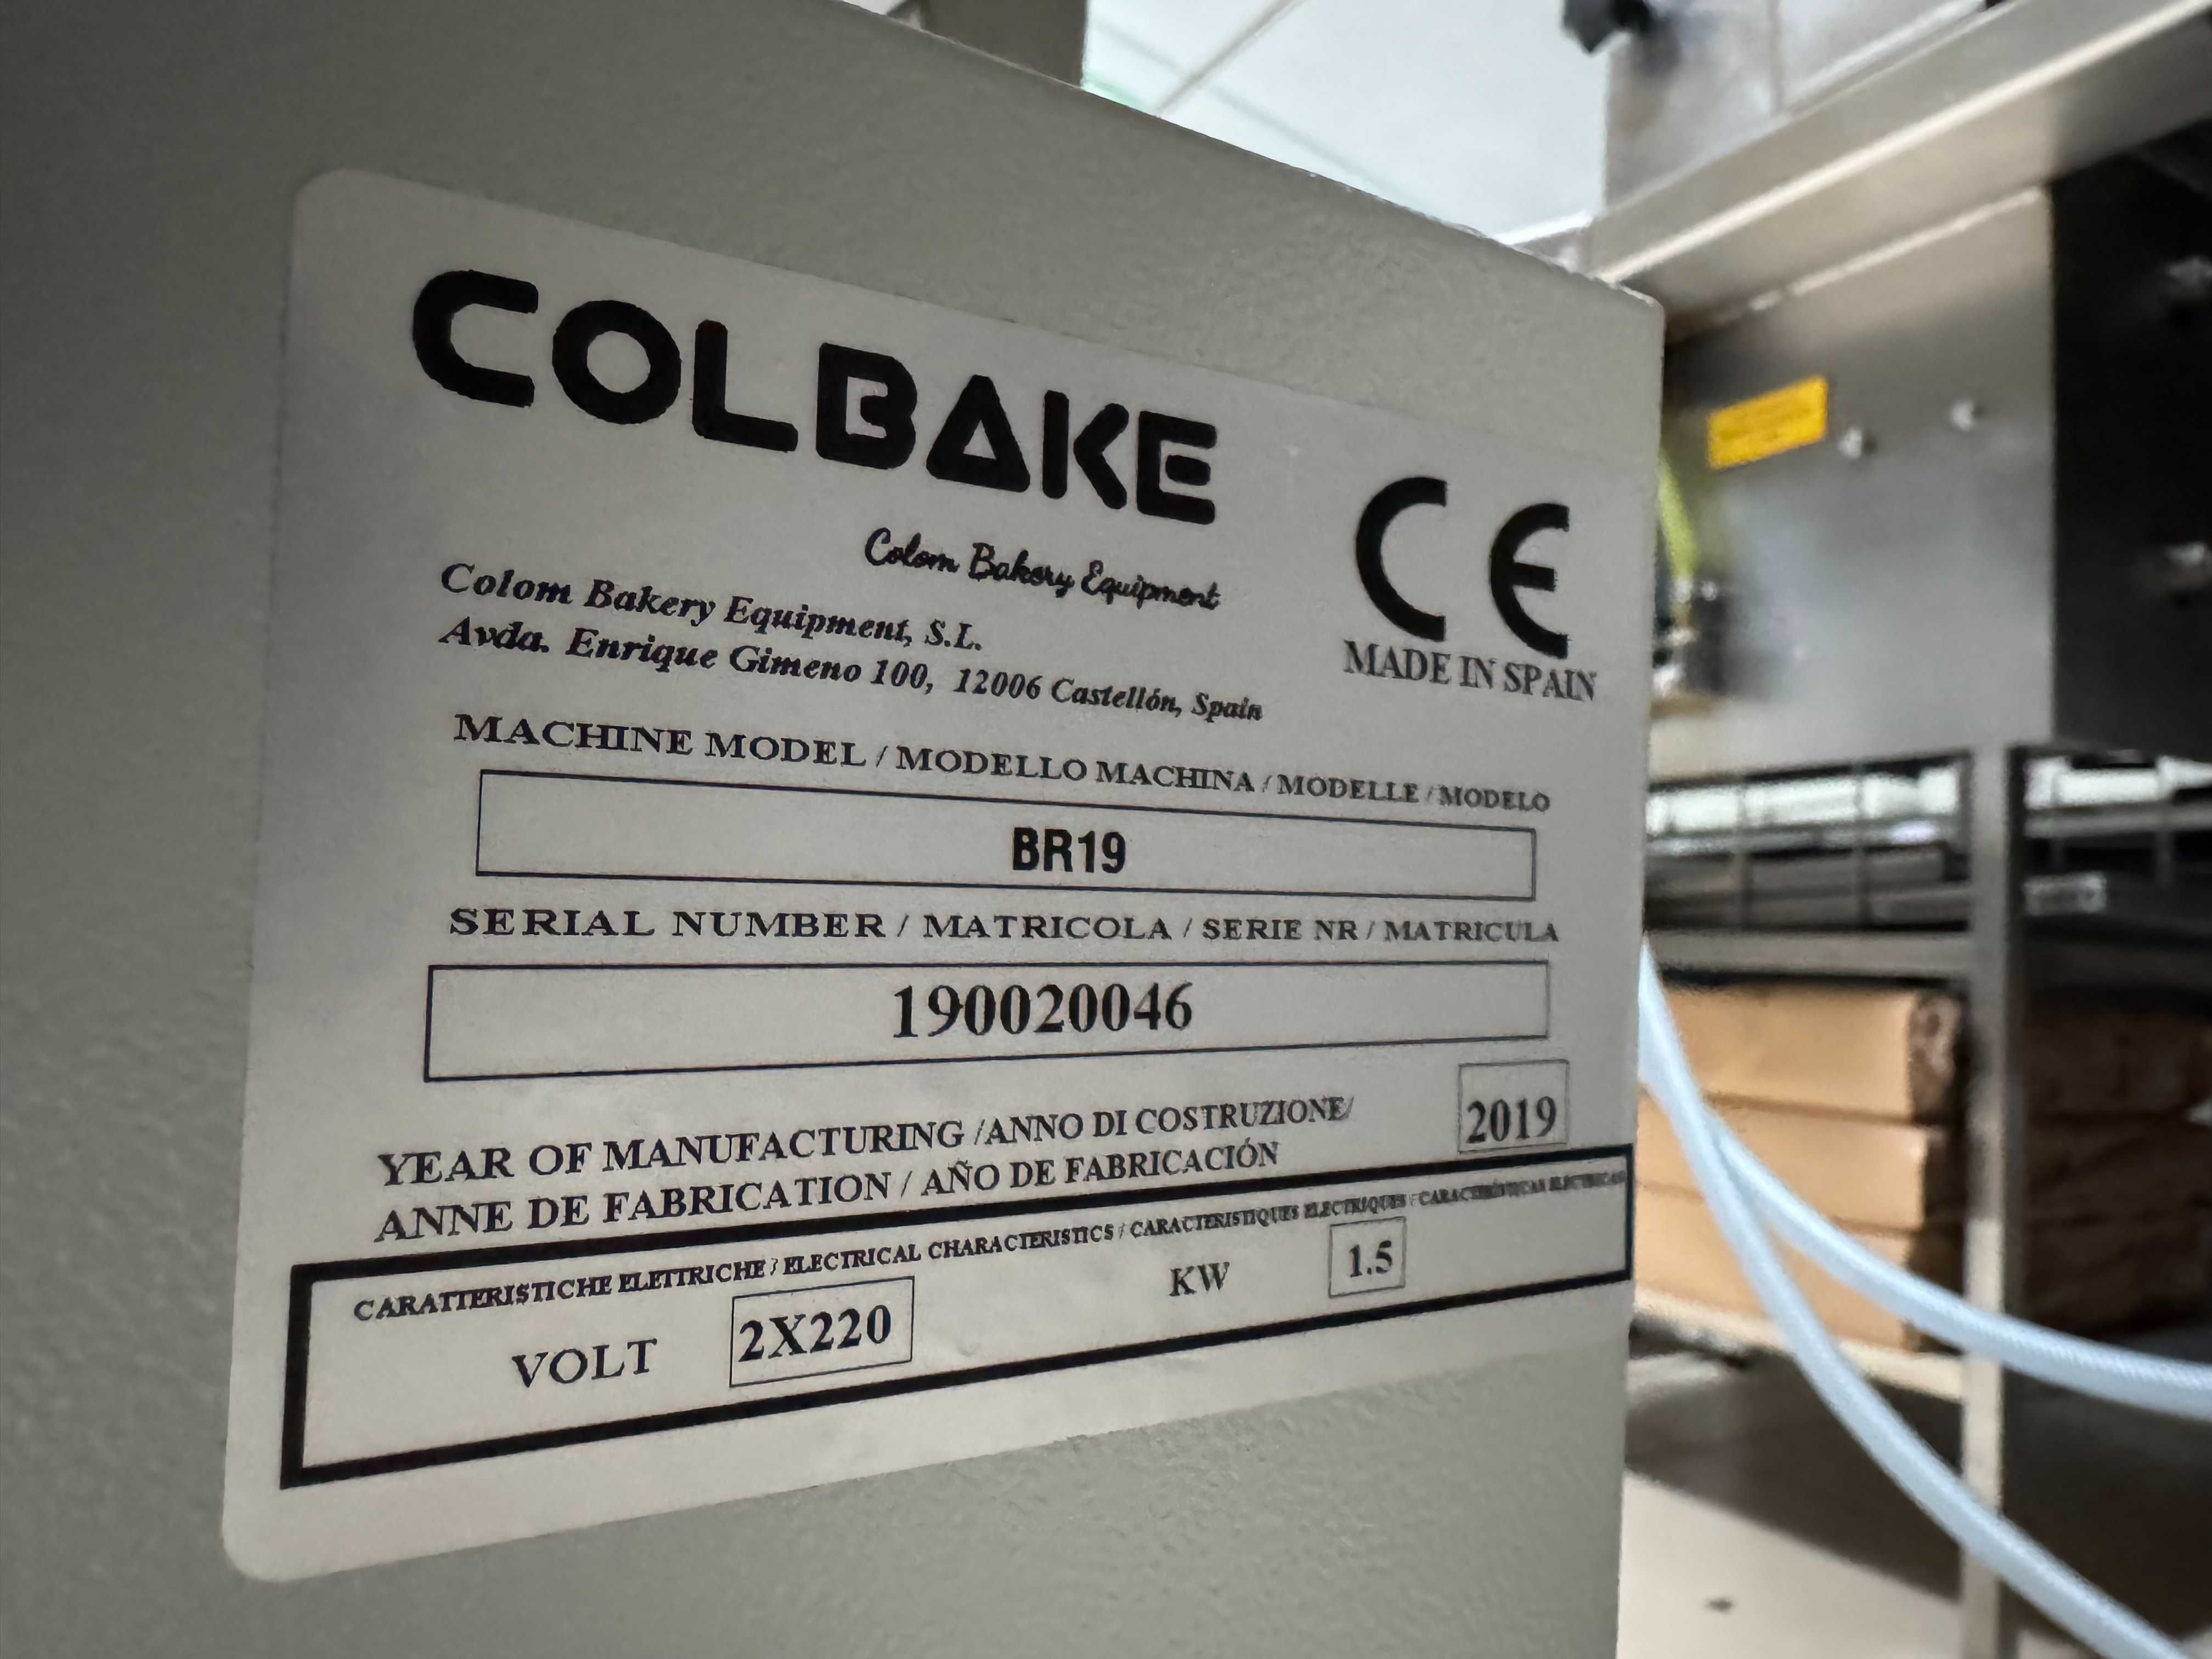 COLBAKE
Colom Bakery Equipment
CE
MADE IN SPAIN
Colom Bakery Equipment, S.L.
Avda. Enrique Gimeno 100, 12006 Castellón, Spain
MACHINE MODEL / MODELLO MACHINA / MODELLE / MODELO
BR19
SERIAL NUMBER / MATRICOLA / SERIE NR / MATRICULA
190020046
YEAR OF MANUFACTURING /ANNO DI COSTRUZIONE/
ANNE DE FABRICATION / AÑO DE FABRICACIÓN
2019
CARATTERISTICHE ELETTRICHE / ELECTRICAL CHARACTERISTICS / CARACTERISTIQUES ELECTRIQUES / CARACTERÍSTICAS ELÉCTRICAS
VOLT 2X220 KW 1.5